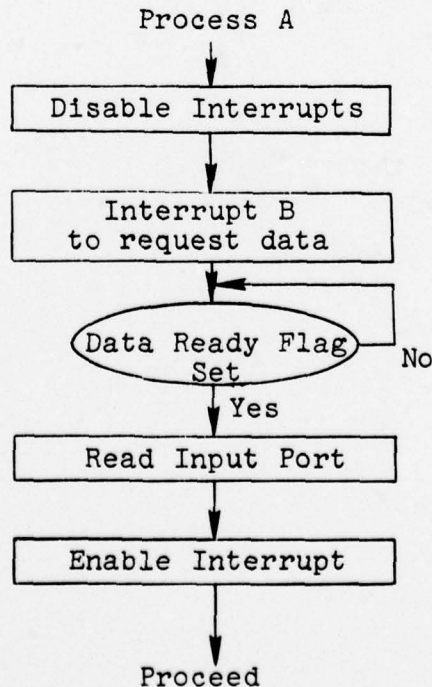 Process A
Disable Interrupts
Interrupt B
to request data
Data Ready Flag
Set
No
Yes
Read Input Port
Enable Interrupt
Proceed